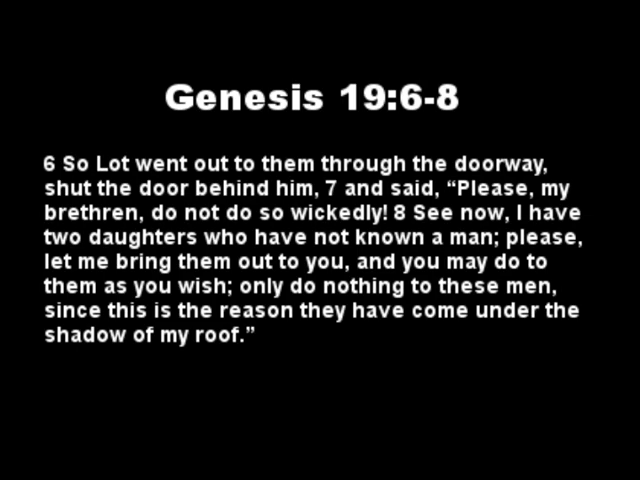 Genesis 19:6-8
6 So Lot went out to them through the doorway,
shut the door behind him, 7 and said, “Please, my
brethren, do not do so wickedly! 8 See now, I have
two daughters who have not known a man; please,
let me bring them out to you, and you may do to
them as you wish; only do nothing to these men,
since this is the reason they have come under the
shadow of my roof.”